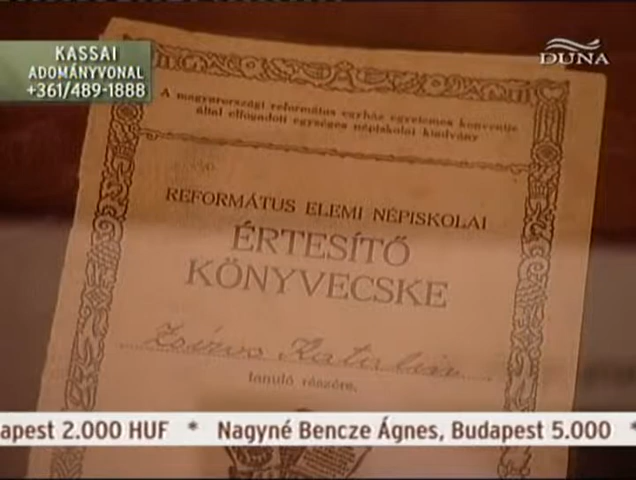 KASSAI
ADOMÁNYVONAL
+361/489-1888
DUNA
A magyarországi református egyház egyetemes konventje
által elfogadott egységes népiskolai kiadvány
REFORMÁTUS ELEMI NÉPISKOLAI
ÉRTESÍTŐ
KÖNYVECSKE
Katalin
tanuló részére.
apest 2.000 HUF * Nagyné Bencze Ágnes, Budapest 5.000 *